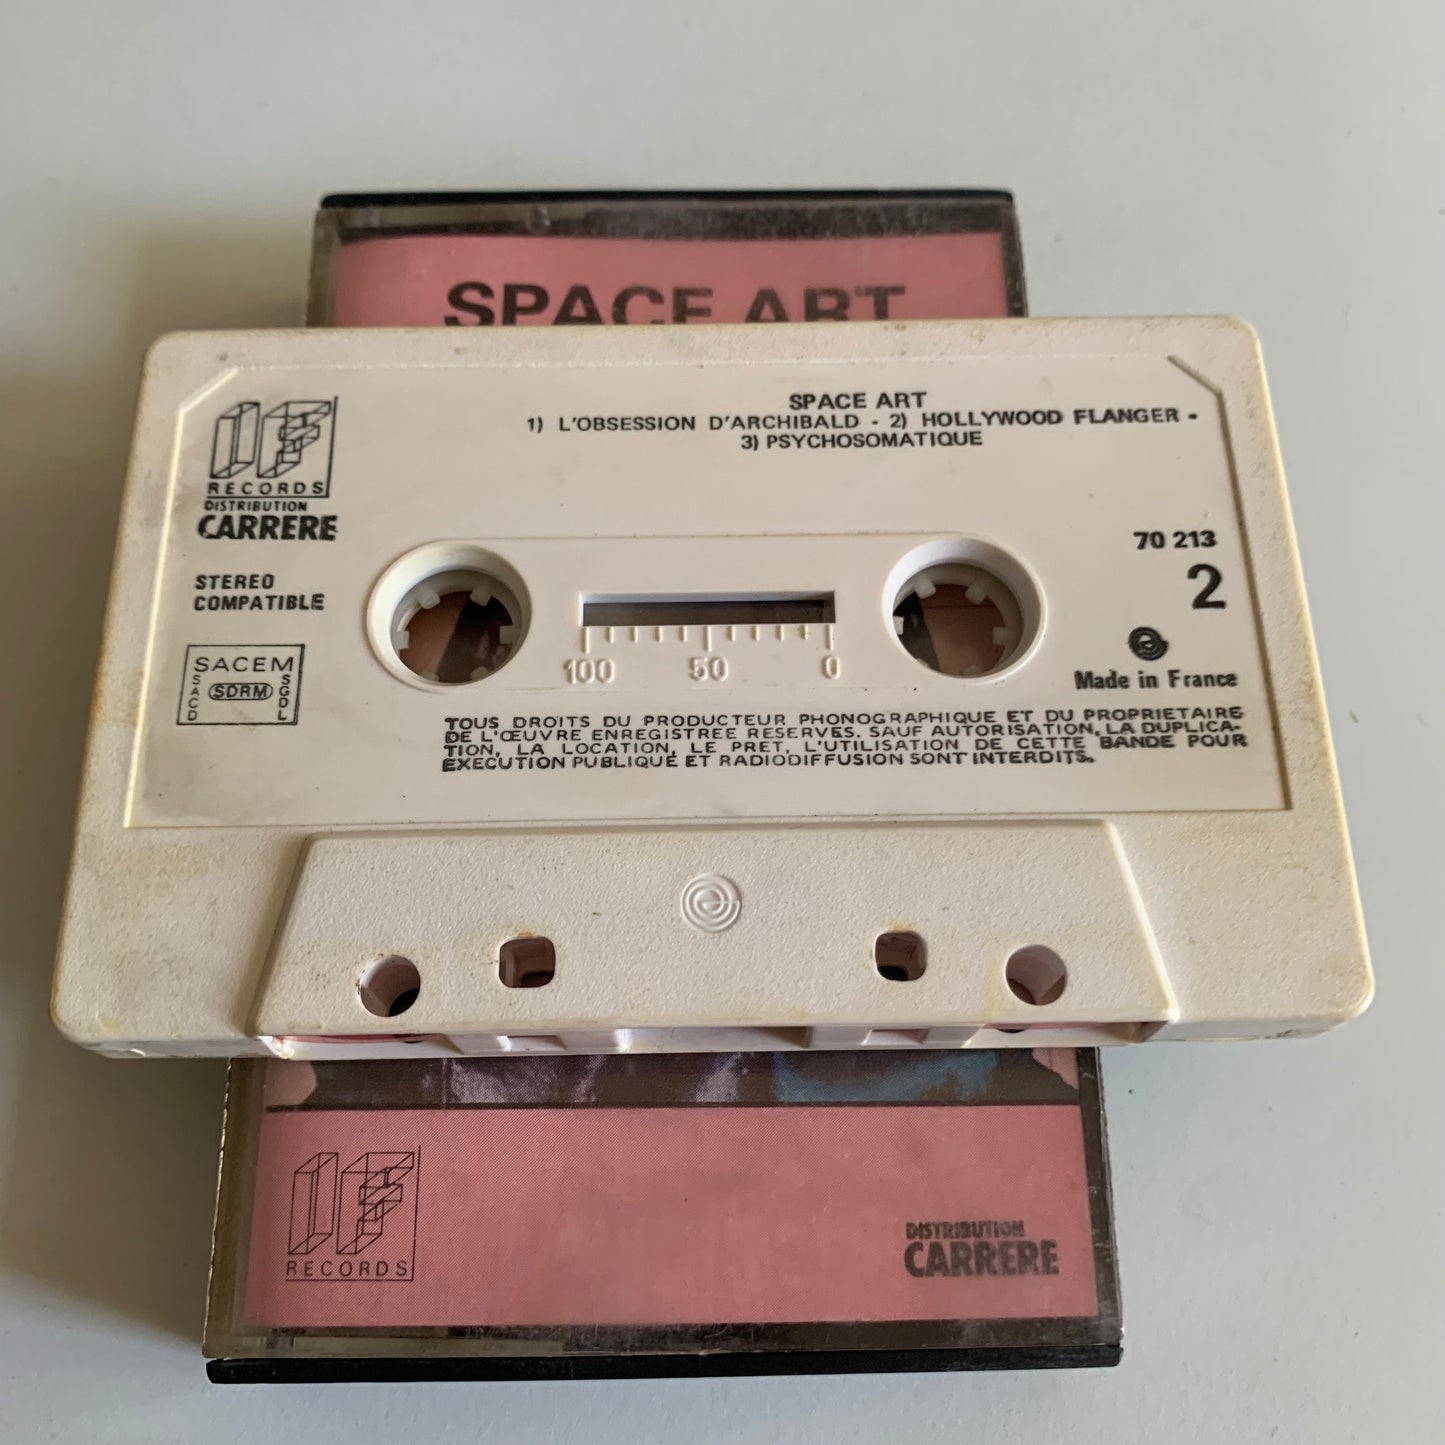 SPACE ART
IF
RECORDS
DISTRIBUTION
CARRERE
STEREO
COMPATIBLE
SACEM
SACD
SDRM
SGDL
SPACE ART
1) L'OBSESSION D'ARCHIBALD - 2) HOLLYWOOD FLANGER -
3) PSYCHOSOMATIQUE
70 213
2
Made in France
100 50 0
TOUS DROITS DU PRODUCTEUR PHONOGRAPHIQUE ET DU PROPRIETAIRE
DE L'ŒUVRE ENREGISTREE RESERVES. SAUF AUTORISATION, LA DUPLICA-
TION, LA LOCATION, LE PRET, L'UTILISATION DE CETTE BANDE POUR
EXECUTION PUBLIQUE ET RADIODIFFUSION SONT INTERDITS.
IF
RECORDS
DISTRIBUTION
CARRERE